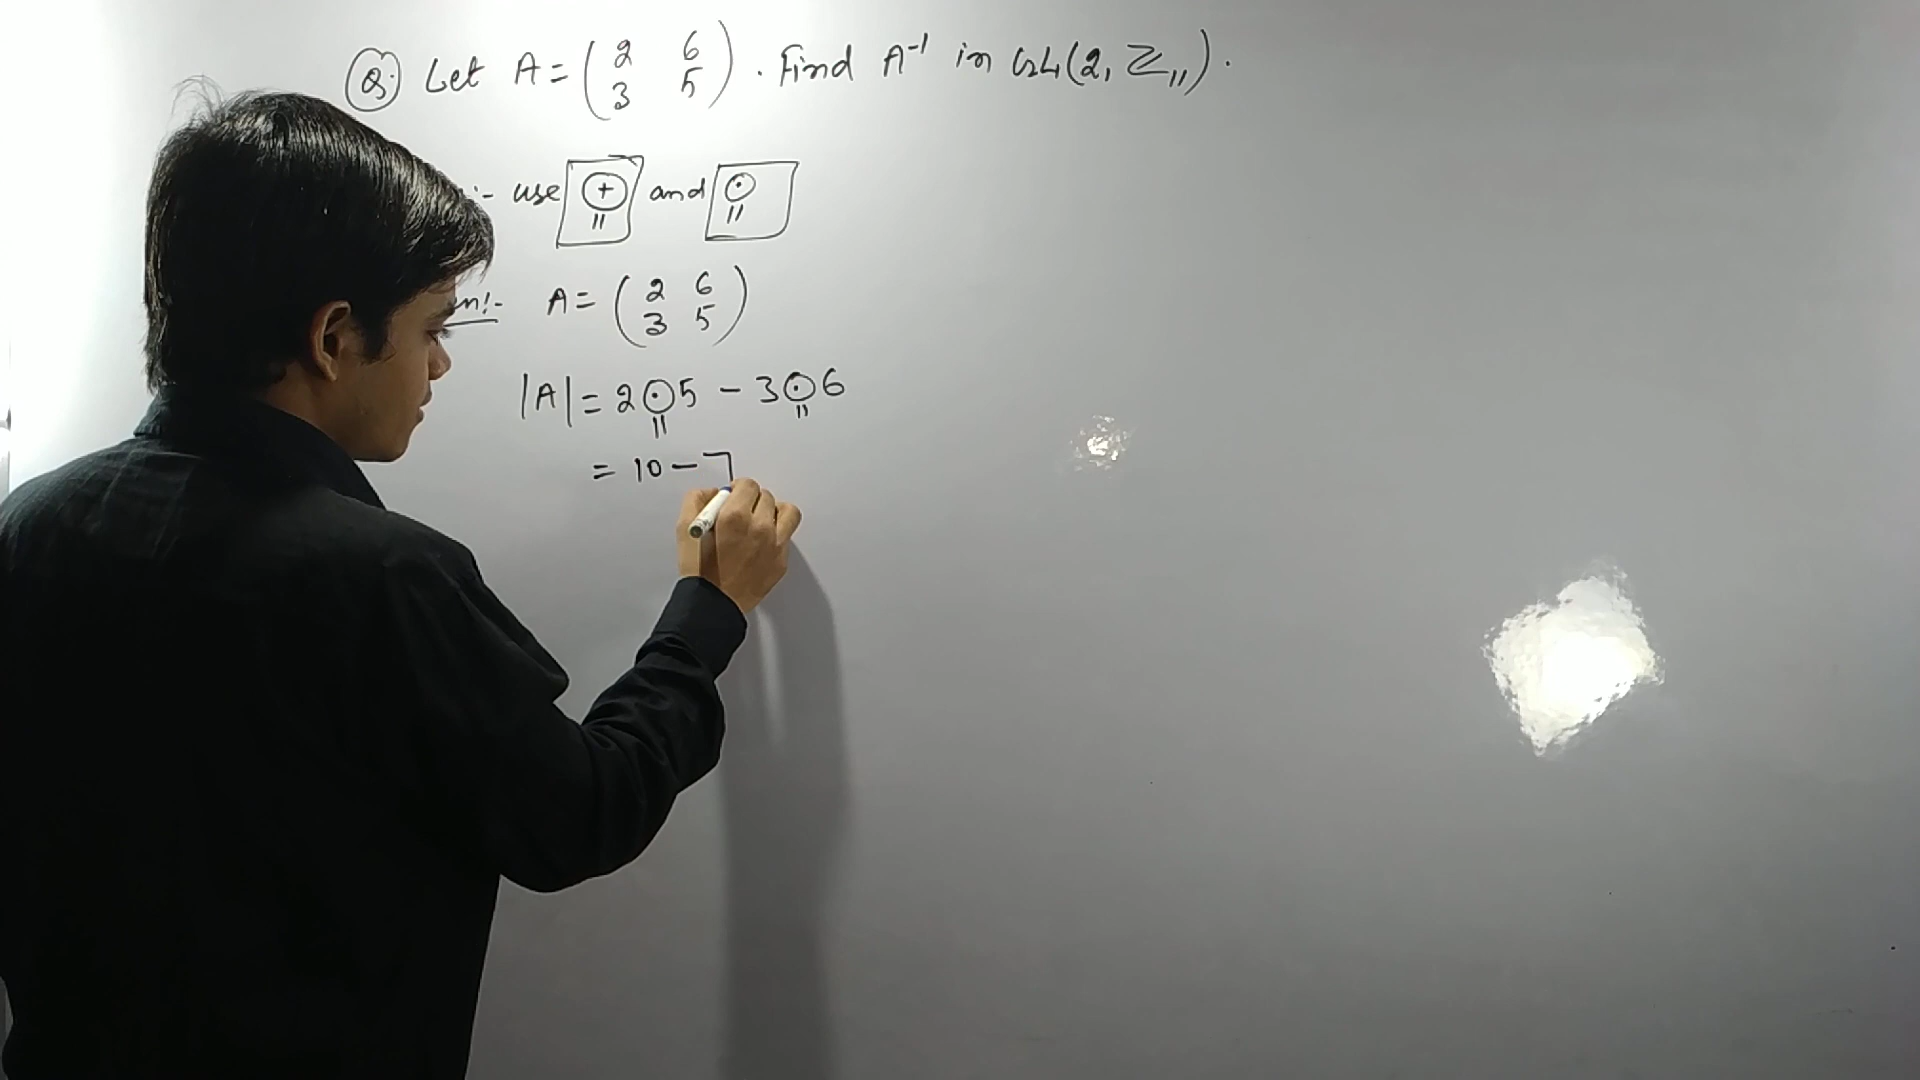 Q: Let A = ( 2 6 ) . Find A⁻¹ in GL(2, ℤ₁₁).
3 5
:- use ⊕₁₁ and ⊙₁₁
n!- A = ( 2 6 )
3 5
|A| = 2 ⊙₁₁ 5 - 3 ⊙₁₁ 6
= 10 - 7